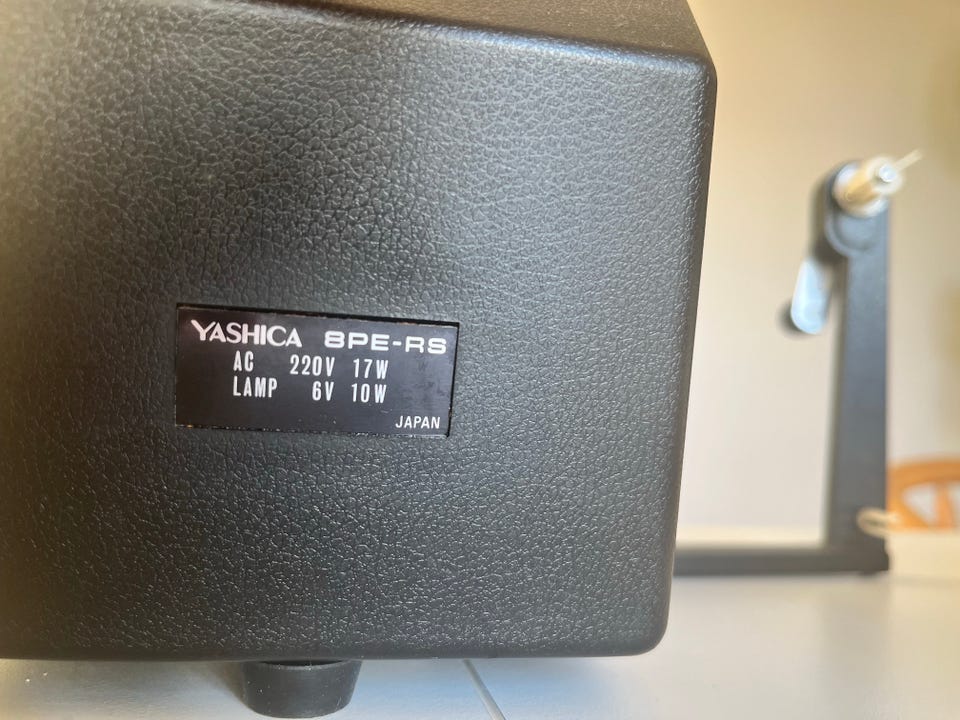 YASHICA 8PE-RS
AC 220V 17W
LAMP 6V 10W
JAPAN